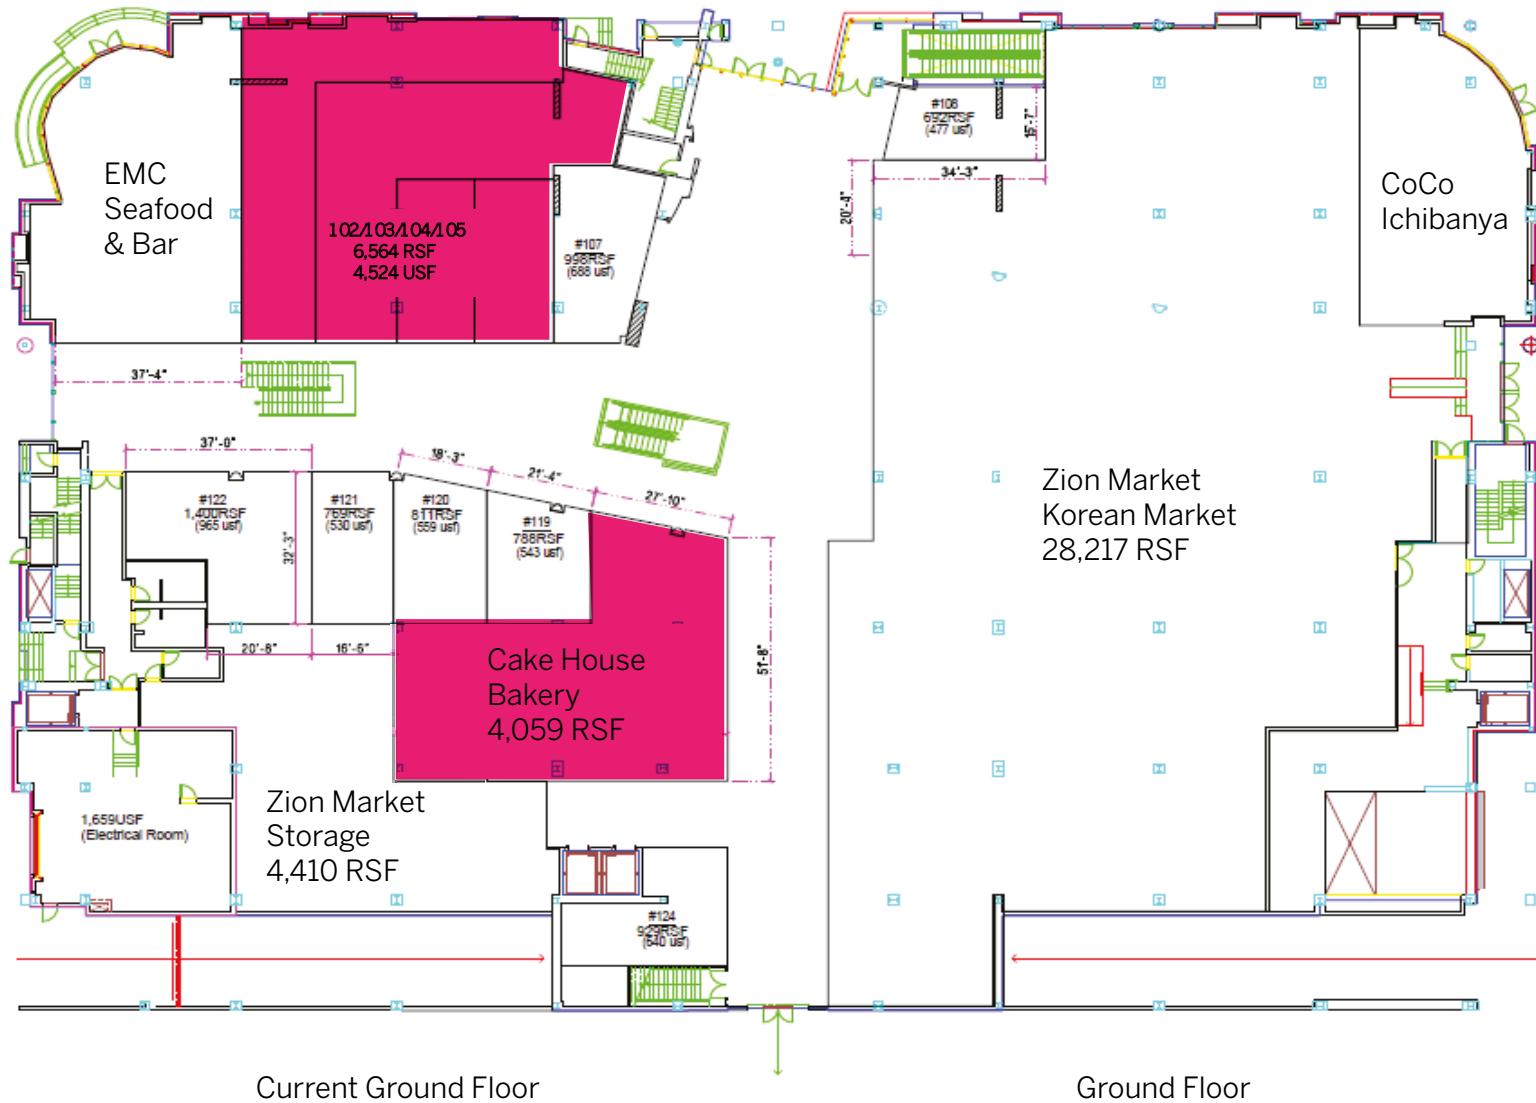 EMC
Seafood
& Bar
102/103/104/105
6,564 RSF
4,524 USF
#107
998RSF
(688 usf)
#108
692RSF
(477 usf)
15'-7"
34'-3"
20'-4"
CoCo
Ichibanya
37'-4"
37'-0"
18'-3"
21'-4"
27'-10"
#122
1,400RSF
(965 usf)
32'-3"
#121
769RSF
(530 usf)
#120
811RSF
(559 usf)
#119
788RSF
(543 usf)
Zion Market
Korean Market
28,217 RSF
20'-6"
16'-5"
51'-8"
Cake House
Bakery
4,059 RSF
1,659USF
(Electrical Room)
Zion Market
Storage
4,410 RSF
#124
929RSF
(640 usf)
Current Ground Floor
Ground Floor